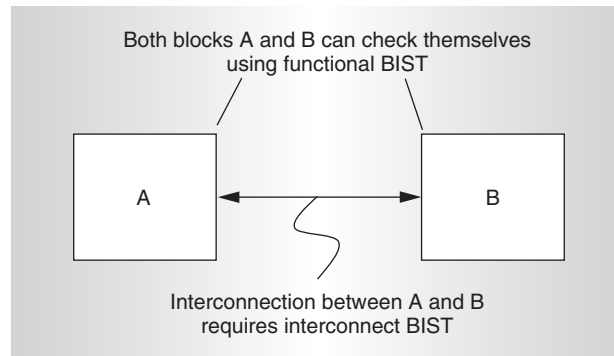 Both blocks A and B can check themselves
using functional BIST
A
B
Interconnection between A and B
requires interconnect BIST